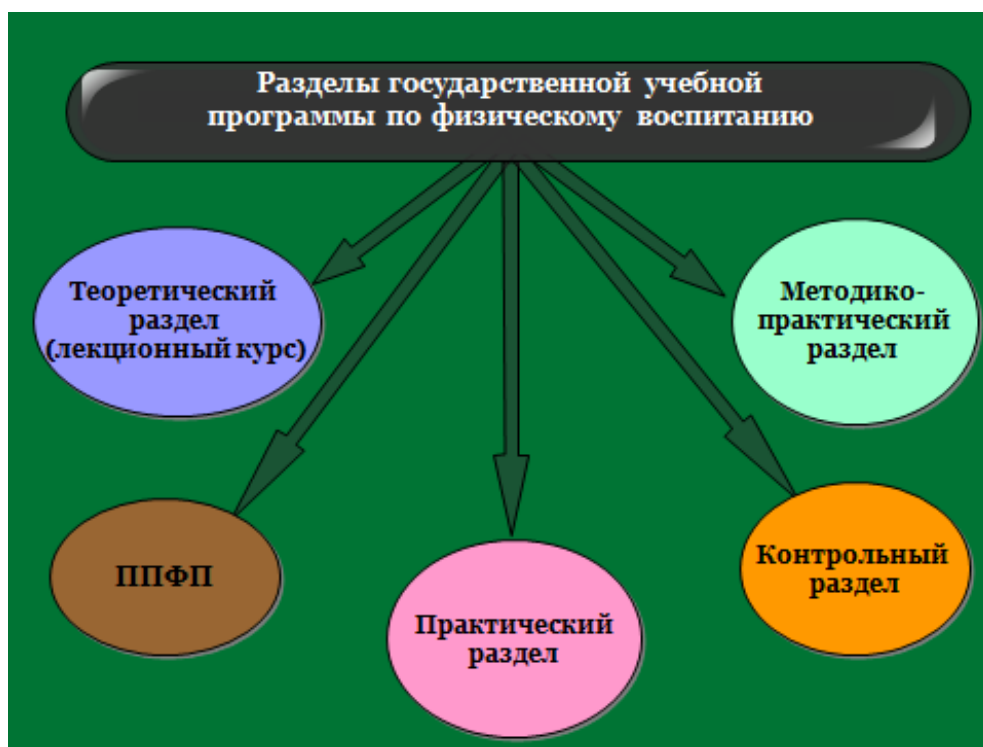 Разделы государственной учебной
программы по физическому воспитанию
Теоретический
раздел
(лекционный курс)
Методико-
практический
раздел
ППФП
Практический
раздел
Контрольный
раздел